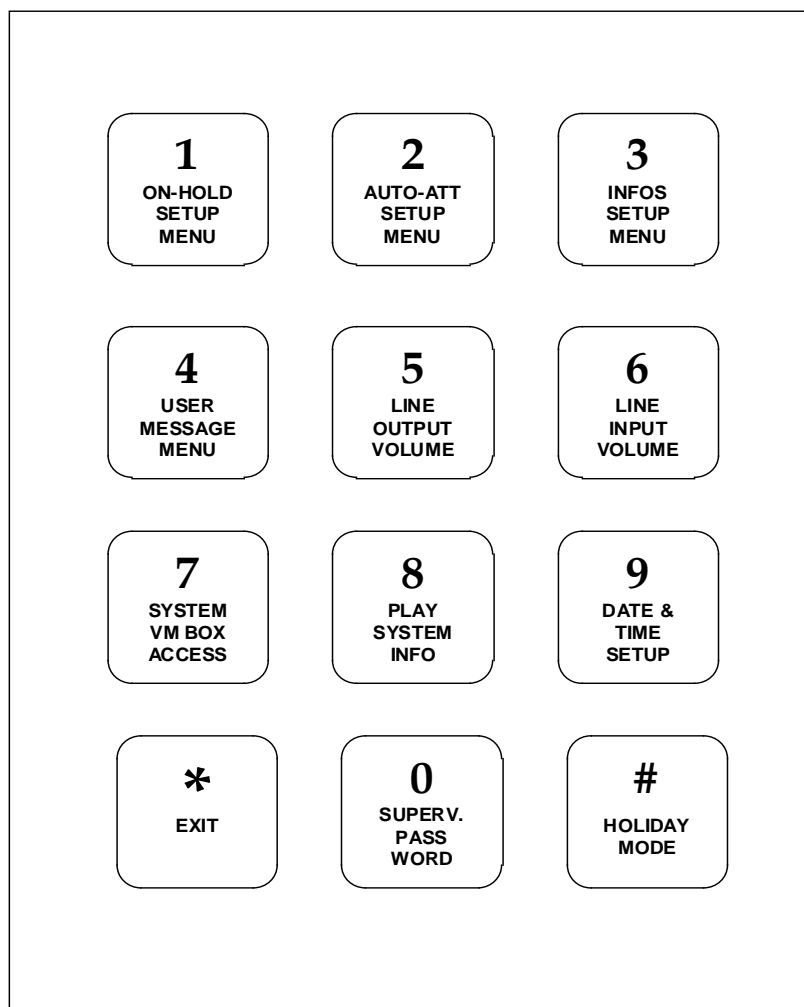 1
ON-HOLD
SETUP
MENU
2
AUTO-ATT
SETUP
MENU
3
INFOS
SETUP
MENU
4
USER
MESSAGE
MENU
5
LINE
OUTPUT
VOLUME
6
LINE
INPUT
VOLUME
7
SYSTEM
VM BOX
ACCESS
8
PLAY
SYSTEM
INFO
9
DATE &
TIME
SETUP
*
EXIT
0
SUPERV.
PASS
WORD
#
HOLIDAY
MODE